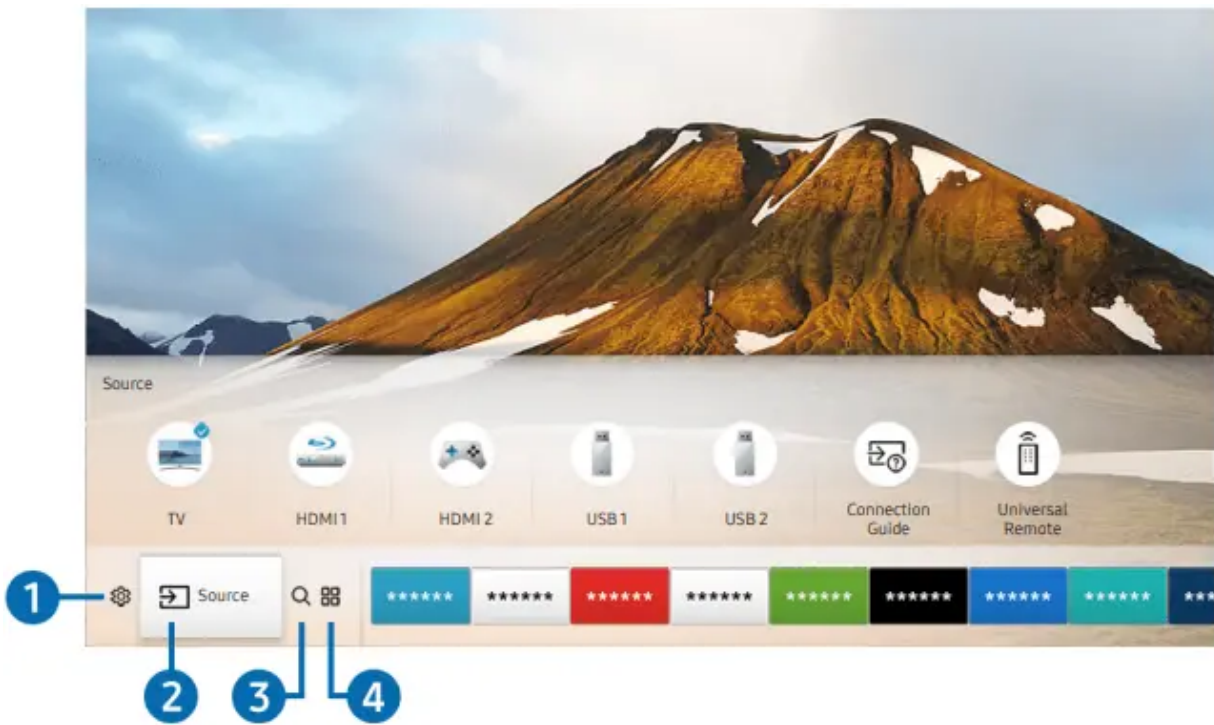 Source
TV
HDMI 1
HDMI 2
USB 1
USB 2
Connection
Guide
Universal
Remote
1
Source
****** ****** ****** ****** ****** ****** ****** ****** ***
2
3
4